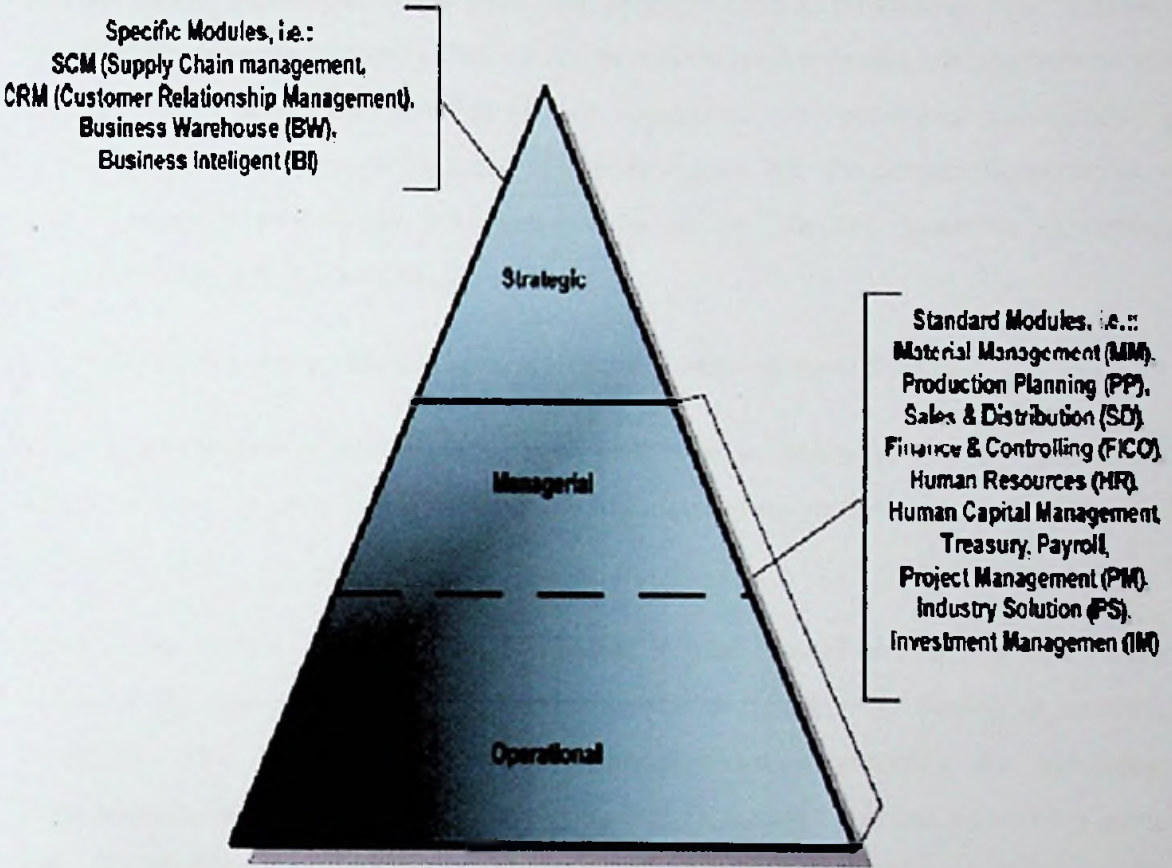 Specific Modules, i.e.:
SCM (Supply Chain management,
CRM (Customer Relationship Management),
Business Warehouse (BW),
Business Inteligent (BI)
Strategic
Managerial
Operational
Standard Modules, i.e.:
Material Management (MM),
Production Planning (PP),
Sales & Distribution (SD)
Finance & Controlling (FICO)
Human Resources (HR)
Human Capital Management,
Treasury, Payroll,
Project Management (PM)
Industry Solution (PS),
Investment Managemen (IM)